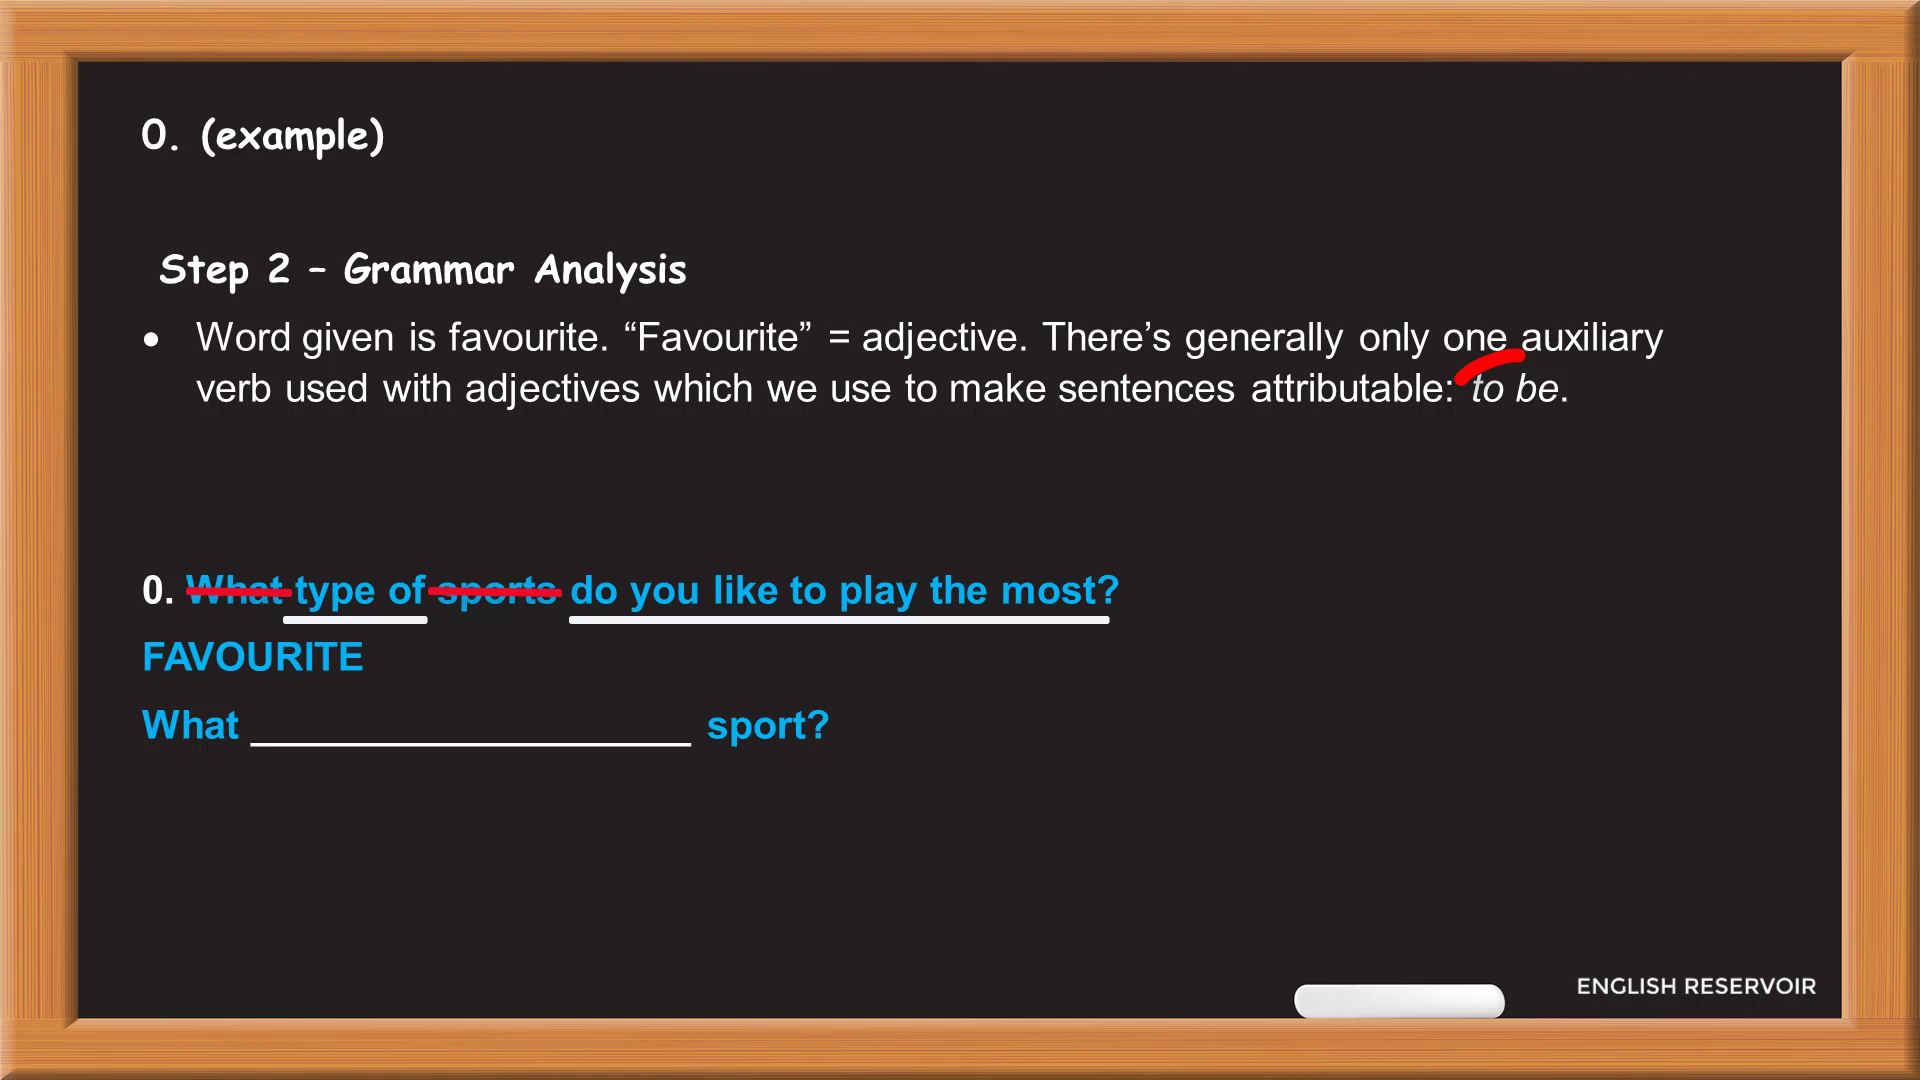 0. (example)
Step 2 – Grammar Analysis
• Word given is favourite. “Favourite” = adjective. There’s generally only one auxiliary
verb used with adjectives which we use to make sentences attributable: to be.
0. What type of sports do you like to play the most?
FAVOURITE
What ____________________ sport?
ENGLISH RESERVOIR